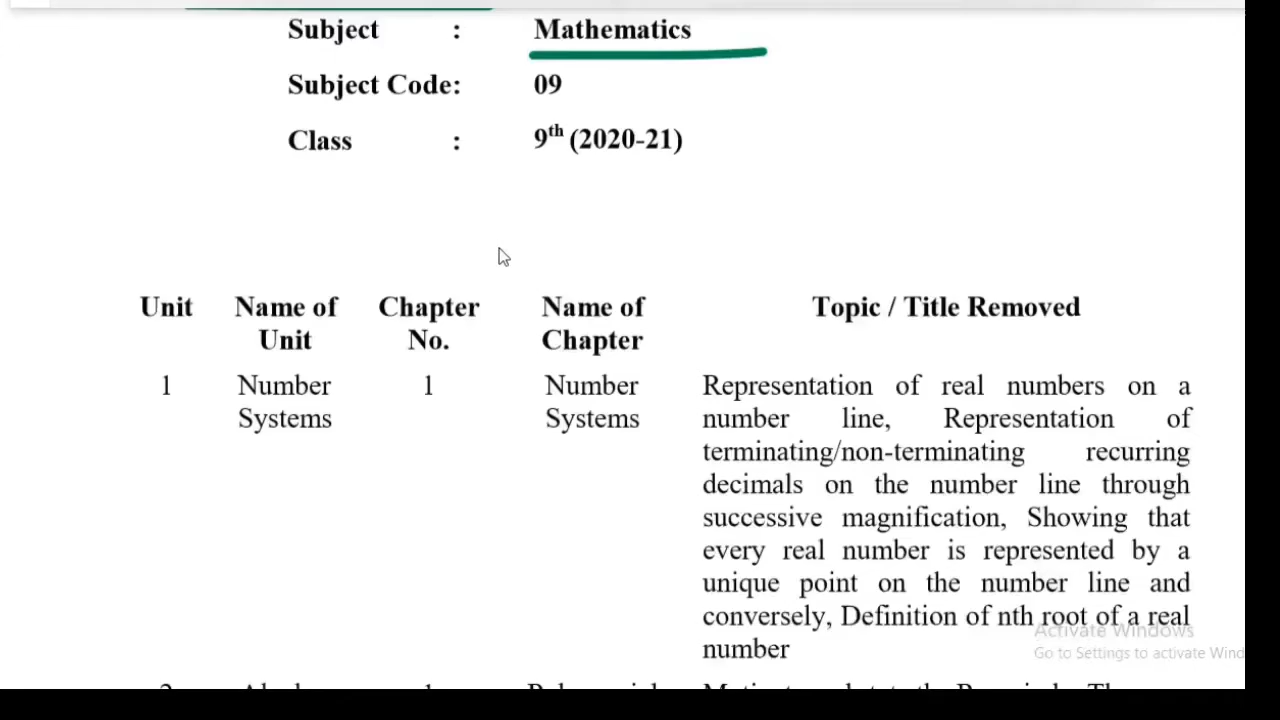 Subject : Mathematics
Subject Code: 09
Class : 9th (2020-21)
Unit Name of Unit Chapter No. Name of Chapter Topic / Title Removed
1 Number Systems 1 Number Systems Representation of real numbers on a
number line, Representation of
terminating/non-terminating recurring
decimals on the number line through
successive magnification, Showing that
every real number is represented by a
unique point on the number line and
conversely, Definition of nth root of a real
number
Activate Windows
Go to Settings to activate Wind